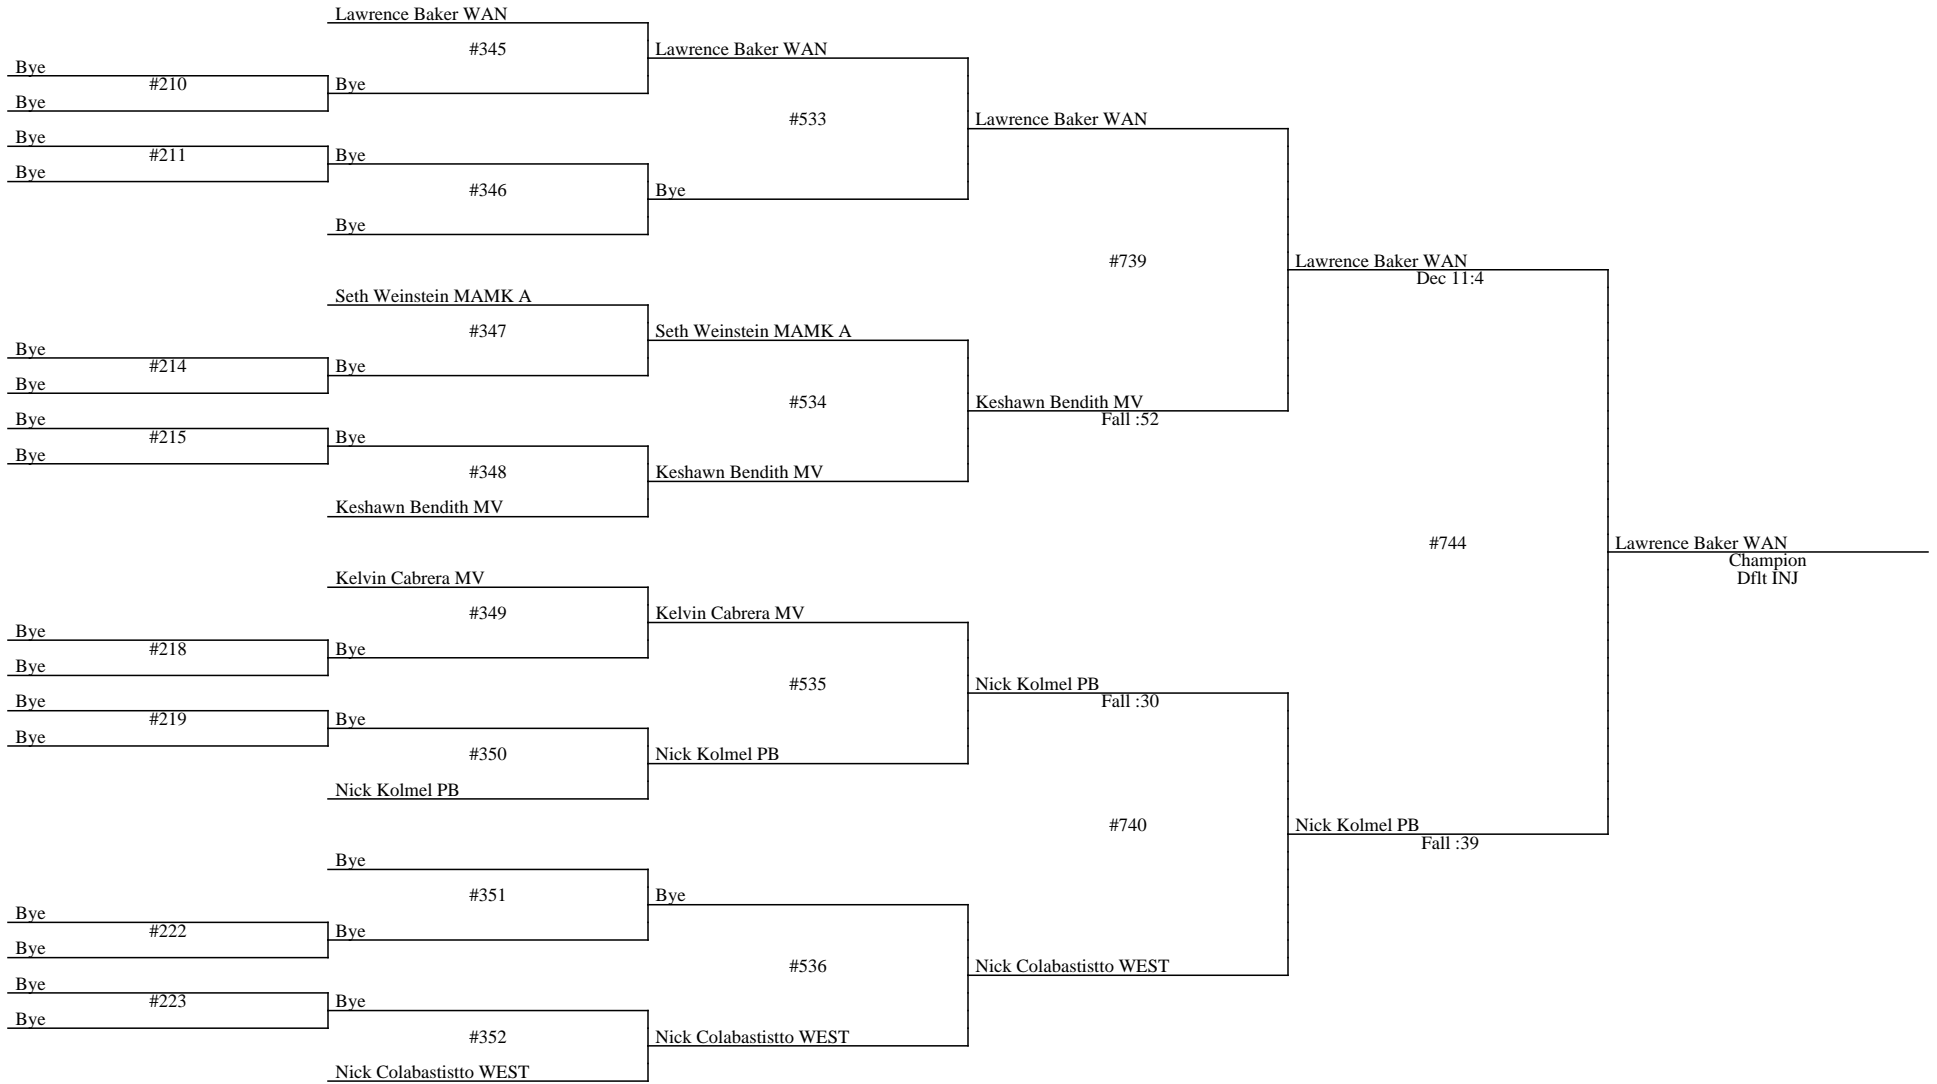 Lawrence Baker WAN
#345
Lawrence Baker WAN
Bye
#210
Bye
Bye
#533
Lawrence Baker WAN
Bye
#211
Bye
Bye
#346
Bye
Bye
#739
Lawrence Baker WAN
Dec 11:4
Seth Weinstein MAMK A
#347
Seth Weinstein MAMK A
Bye
#214
Bye
Bye
#534
Keshawn Bendith MV
Fall :52
Bye
#215
Bye
Bye
#348
Keshawn Bendith MV
Keshawn Bendith MV
#744
Lawrence Baker WAN
Champion
Dflt INJ
Kelvin Cabrera MV
#349
Kelvin Cabrera MV
Bye
#218
Bye
Bye
#535
Nick Kolmel PB
Fall :30
Bye
#219
Bye
Bye
#350
Nick Kolmel PB
Nick Kolmel PB
#740
Nick Kolmel PB
Fall :39
Bye
#351
Bye
Bye
#222
Bye
Bye
#536
Nick Colabastistto WEST
Bye
#223
Bye
Bye
#352
Nick Colabastistto WEST
Nick Colabastistto WEST